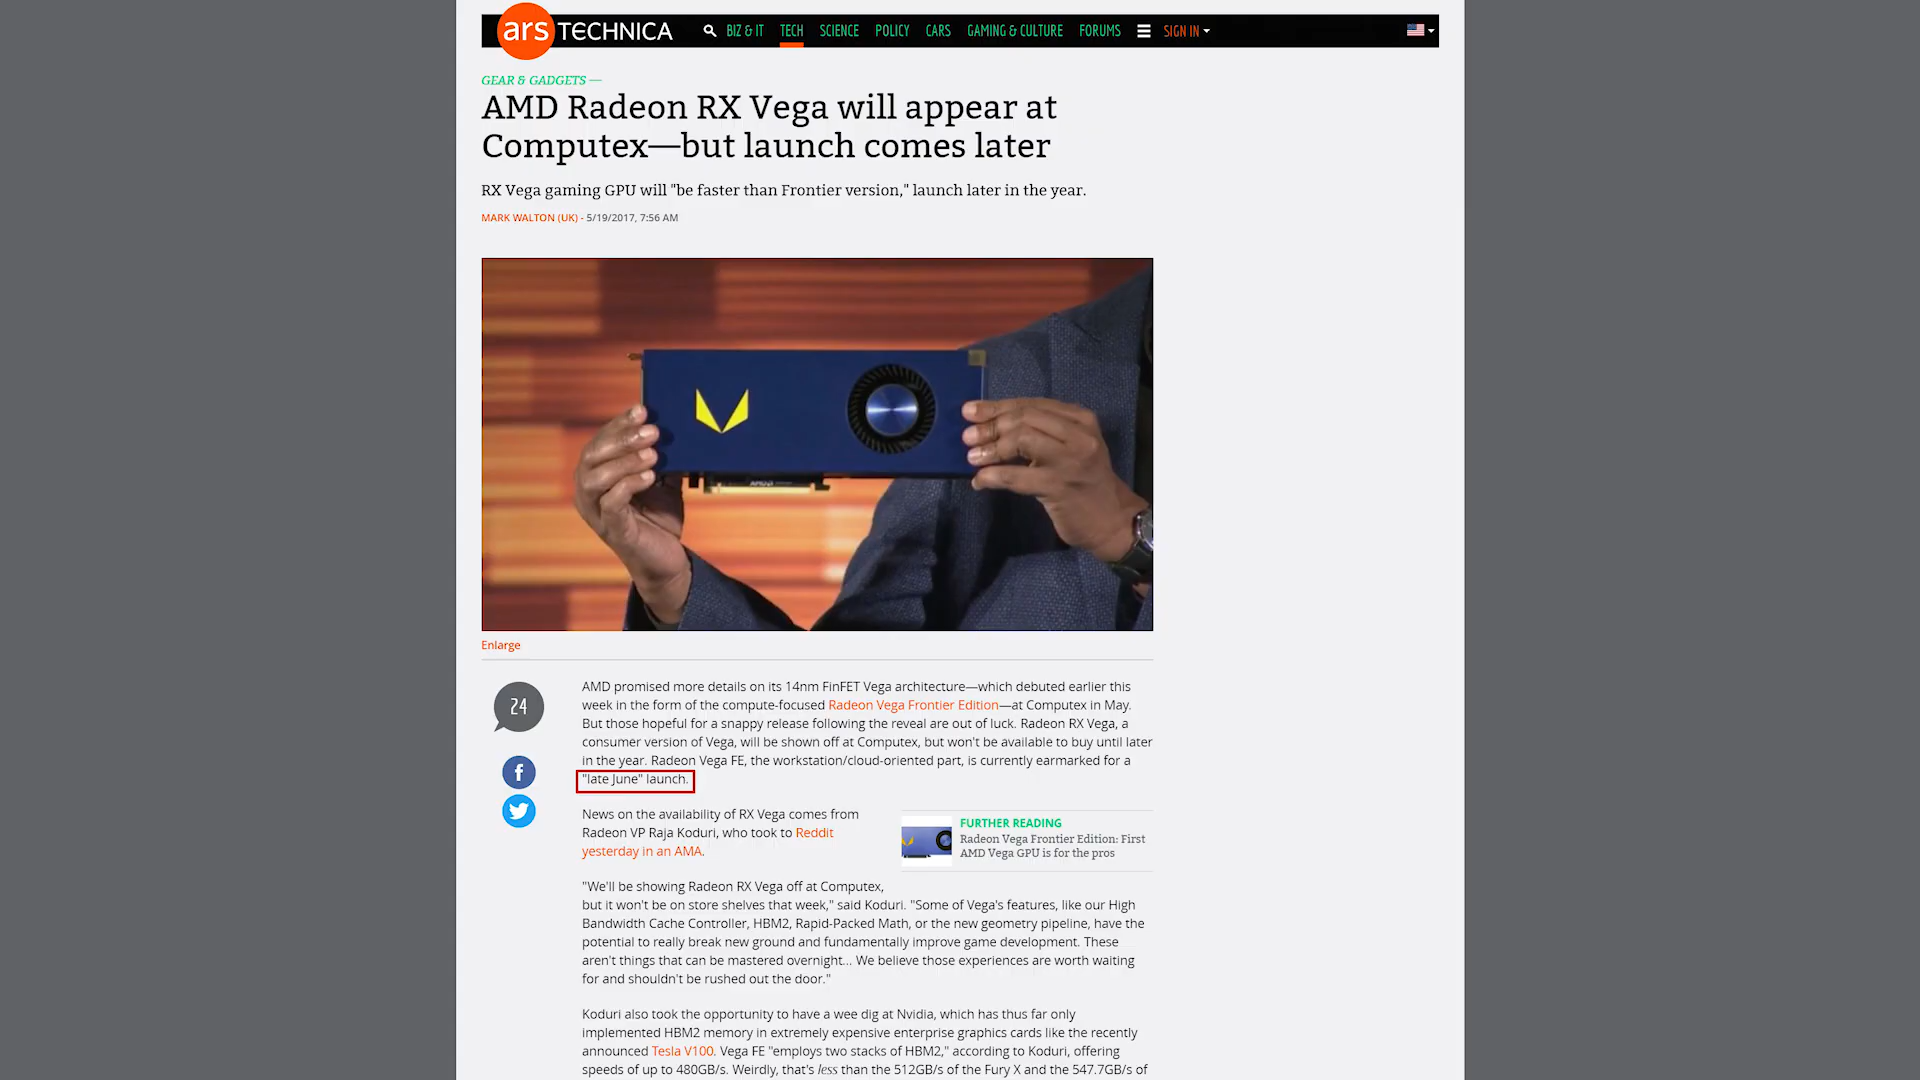 ars TECHNICA
BIZ & IT
TECH
SCIENCE
POLICY
CARS
GAMING & CULTURE
FORUMS
SIGN IN
GEAR & GADGETS —
AMD Radeon RX Vega will appear at
Computex—but launch comes later
RX Vega gaming GPU will "be faster than Frontier version," launch later in the year.
MARK WALTON (UK) - 5/19/2017, 7:56 AM
AMD
Enlarge
24
AMD promised more details on its 14nm FinFET Vega architecture—which debuted earlier this
week in the form of the compute-focused Radeon Vega Frontier Edition—at Computex in May.
But those hopeful for a snappy release following the reveal are out of luck. Radeon RX Vega, a
consumer version of Vega, will be shown off at Computex, but won't be available to buy until later
in the year. Radeon Vega FE, the workstation/cloud-oriented part, is currently earmarked for a
"late June" launch.
News on the availability of RX Vega comes from
Radeon VP Raja Koduri, who took to Reddit
yesterday in an AMA.
FURTHER READING
Radeon Vega Frontier Edition: First
AMD Vega GPU is for the pros
"We'll be showing Radeon RX Vega off at Computex,
but it won't be on store shelves that week," said Koduri. "Some of Vega's features, like our High
Bandwidth Cache Controller, HBM2, Rapid-Packed Math, or the new geometry pipeline, have the
potential to really break new ground and fundamentally improve game development. These
aren't things that can be mastered overnight... We believe those experiences are worth waiting
for and shouldn't be rushed out the door."
Koduri also took the opportunity to have a wee dig at Nvidia, which has thus far only
implemented HBM2 memory in extremely expensive enterprise graphics cards like the recently
announced Tesla V100. Vega FE "employs two stacks of HBM2," according to Koduri, offering
speeds of up to 480GB/s. Weirdly, that's less than the 512GB/s of the Fury X and the 547.7GB/s of